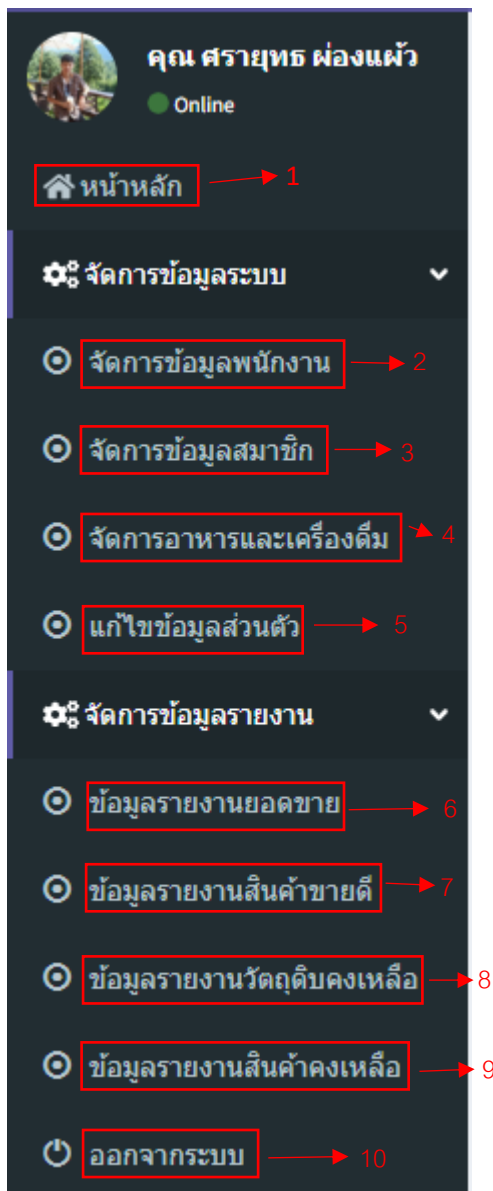 คุณ ศรายุทธ ผ่องแผ้ว
Online
หน้าหลัก 1
จัดการข้อมูลระบบ
จัดการข้อมูลพนักงาน 2
จัดการข้อมูลสมาชิก 3
จัดการอาหารและเครื่องดื่ม 4
แก้ไขข้อมูลส่วนตัว 5
จัดการข้อมูลรายงาน
ข้อมูลรายงานยอดขาย 6
ข้อมูลรายงานสินค้าขายดี 7
ข้อมูลรายงานวัตถุดิบคงเหลือ 8
ข้อมูลรายงานสินค้าคงเหลือ 9
ออกจากระบบ 10